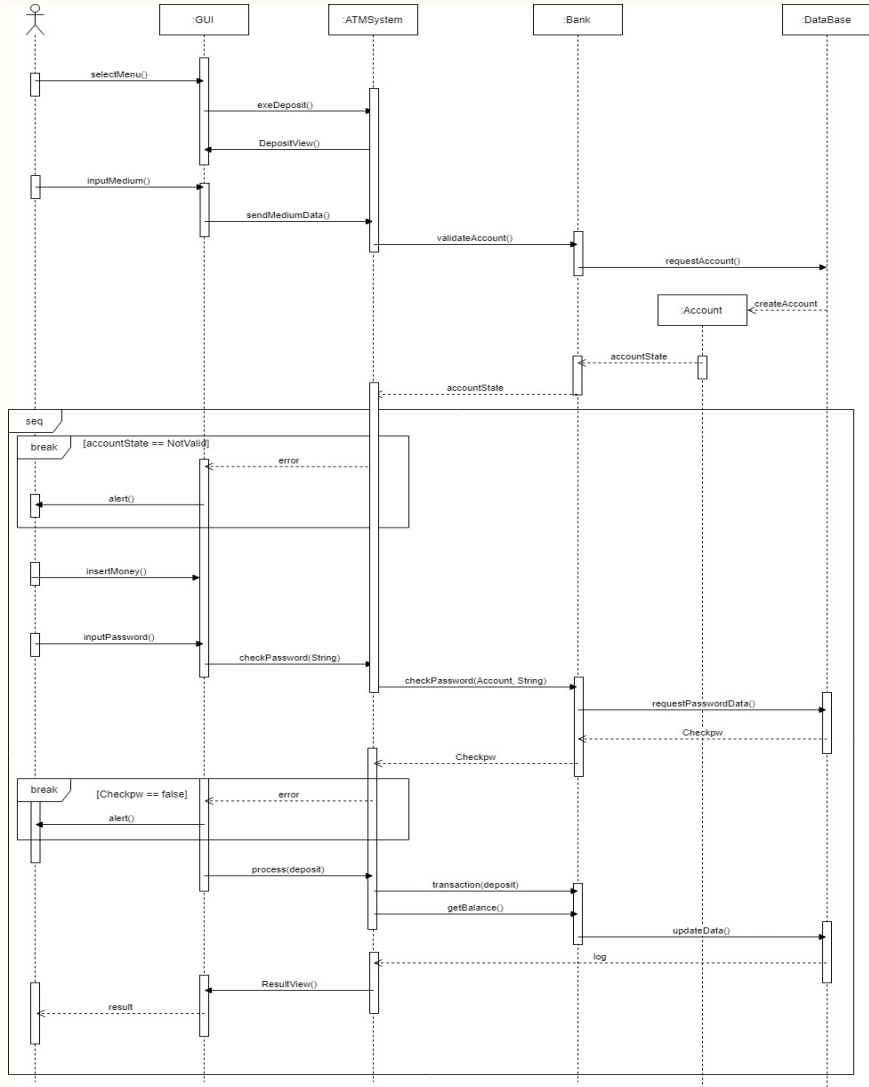 :GUI
:ATMSystem
:Bank
:DataBase
selectMenu()
exeDeposit()
DepositView()
inputMedium()
sendMediumData()
validateAccount()
requestAccount()
:Account
createAccount
accountState
accountState
seq
break
[accountState == NotValid]
error
alert()
insertMoney()
inputPassword()
checkPassword(String)
checkPassword(Account, String)
requestPasswordData()
Checkpw
Checkpw
break
[Checkpw == false]
error
alert()
process(deposit)
transaction(deposit)
getBalance()
updateData()
log
ResultView()
result